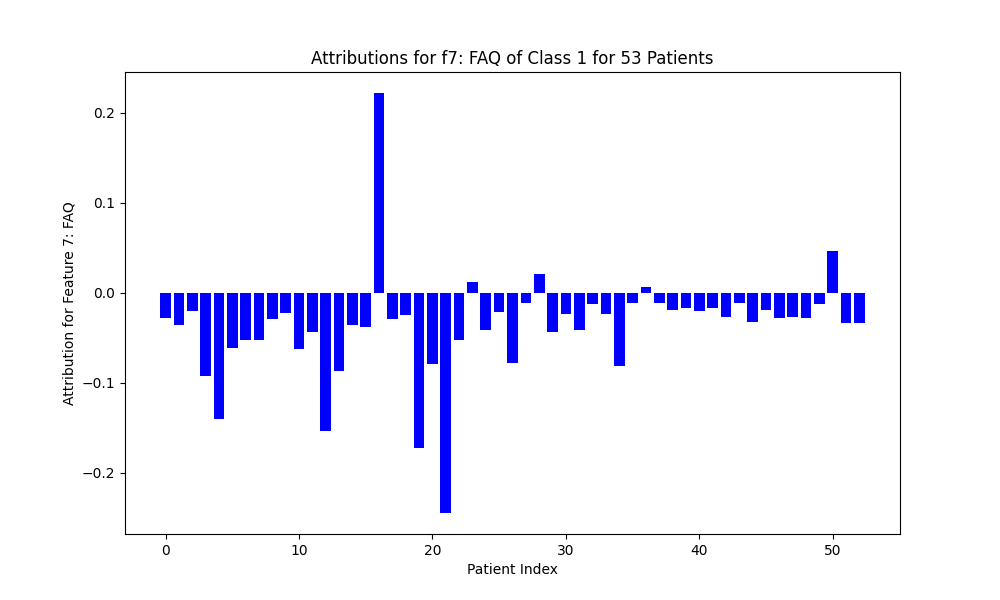 Attributions for f7: FAQ of Class 1 for 53 Patients
Attribution for Feature 7: FAQ
0.2
0.1
0.0
−0.1
−0.2
0 10 20 30 40 50
Patient Index